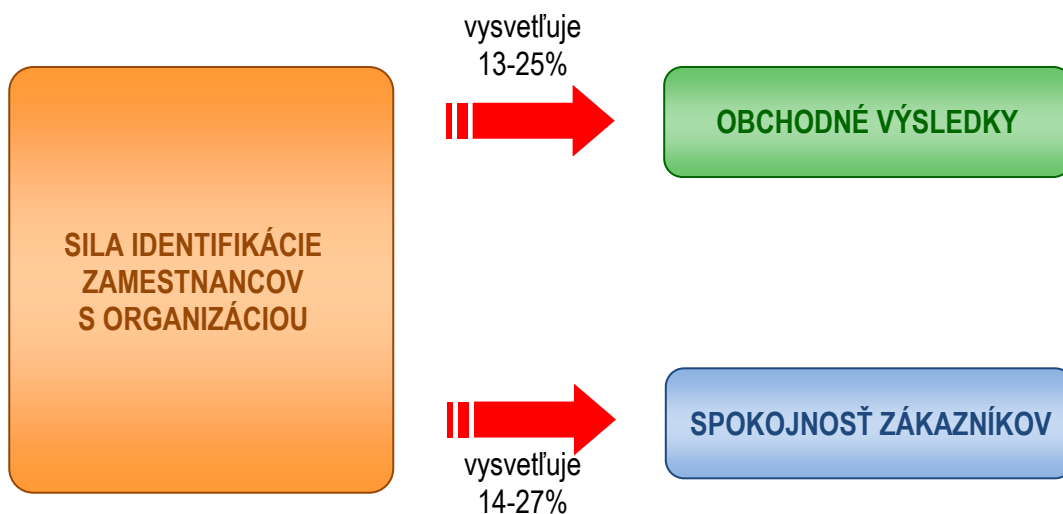 vysvetľuje
13-25%
OBCHODNÉ VÝSLEDKY
SILA IDENTIFIKÁCIE
ZAMESTNANCOV
S ORGANIZÁCIOU
SPOKOJNOSŤ ZÁKAZNÍKOV
vysvetľuje
14-27%